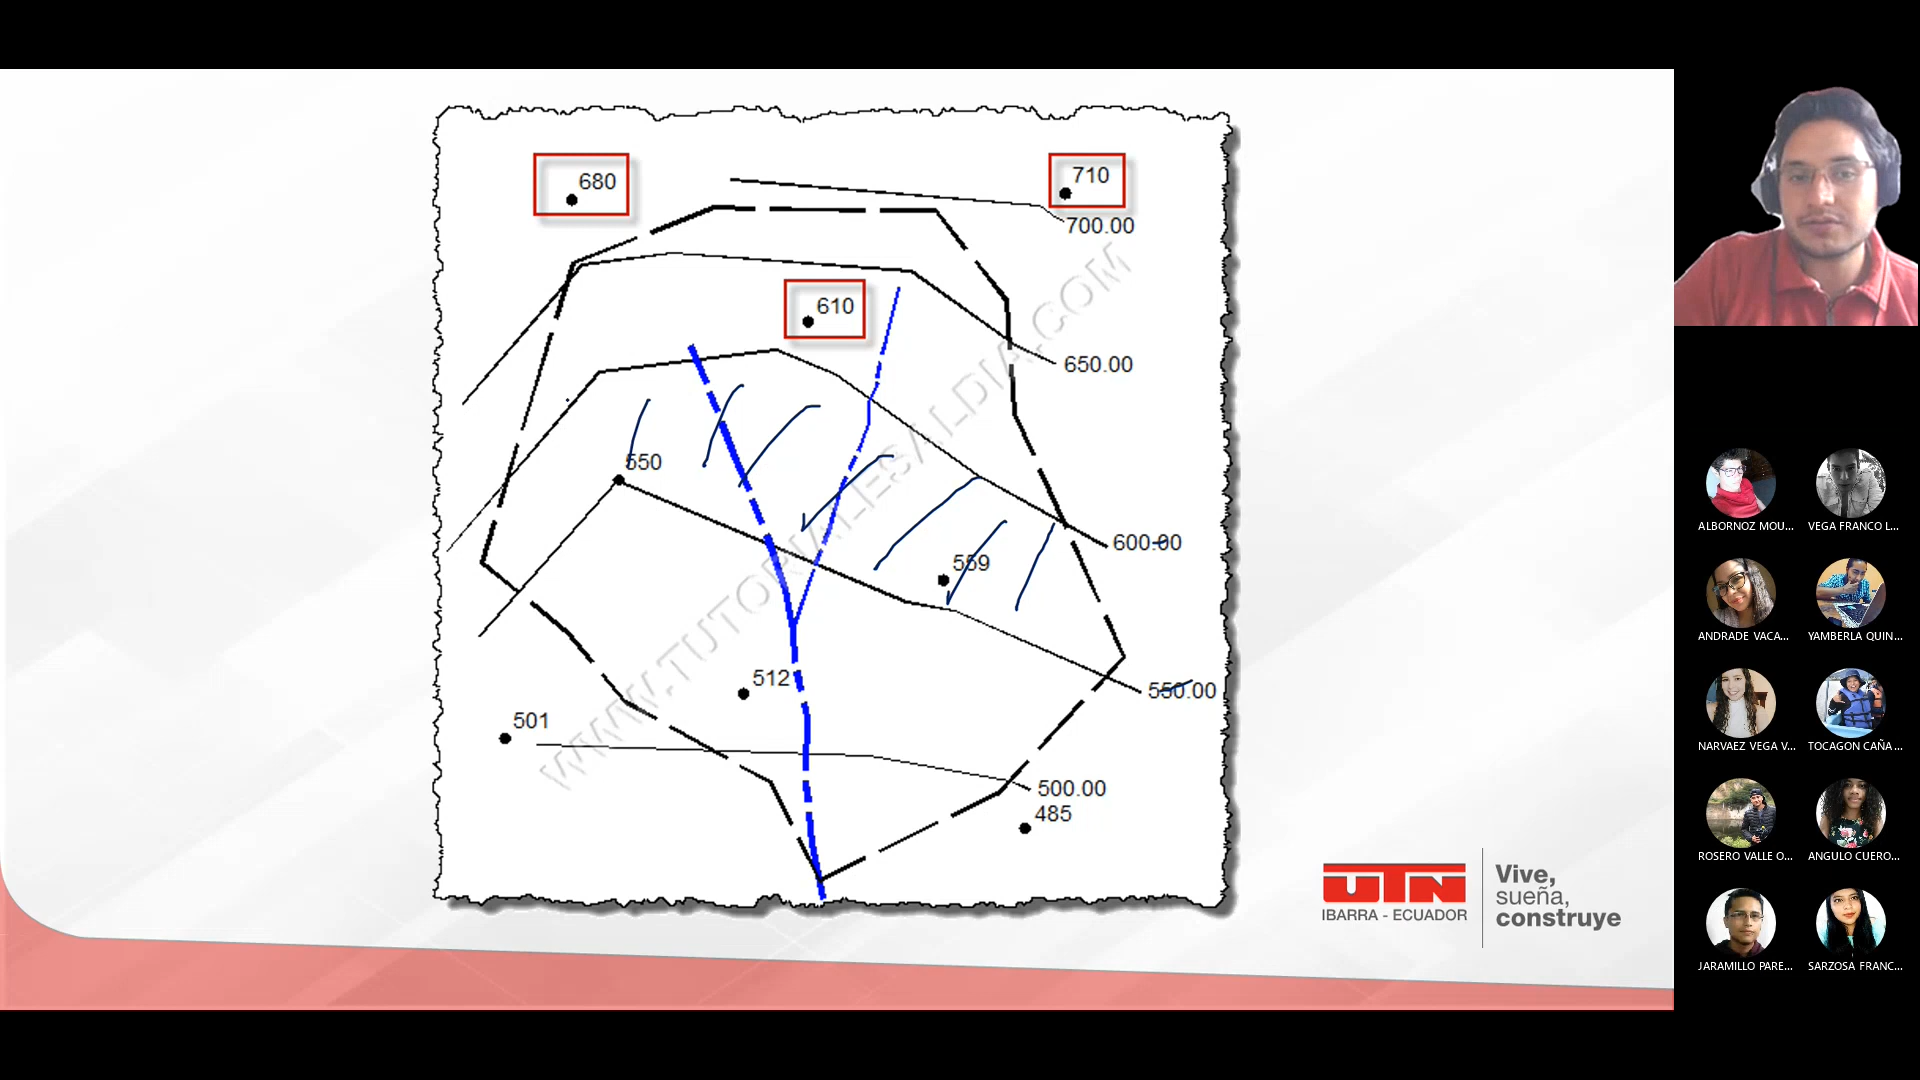 680
710
700.00
610
650.00
550
600.00
559
550.00
512
501
500.00
485
WWW.TUTORIALESALDIA.COM
UTN
IBARRA - ECUADOR
Vive,
sueña,
construye
ALBORNOZ MOU...
VEGA FRANCO L...
ANDRADE VACA...
YAMBERLA QUIN...
NARVAEZ VEGA V...
TOCAGON CAÑA ...
ROSERO VALLE O...
ANGULO CUERO...
JARAMILLO PARE...
SARZOSA FRANC...